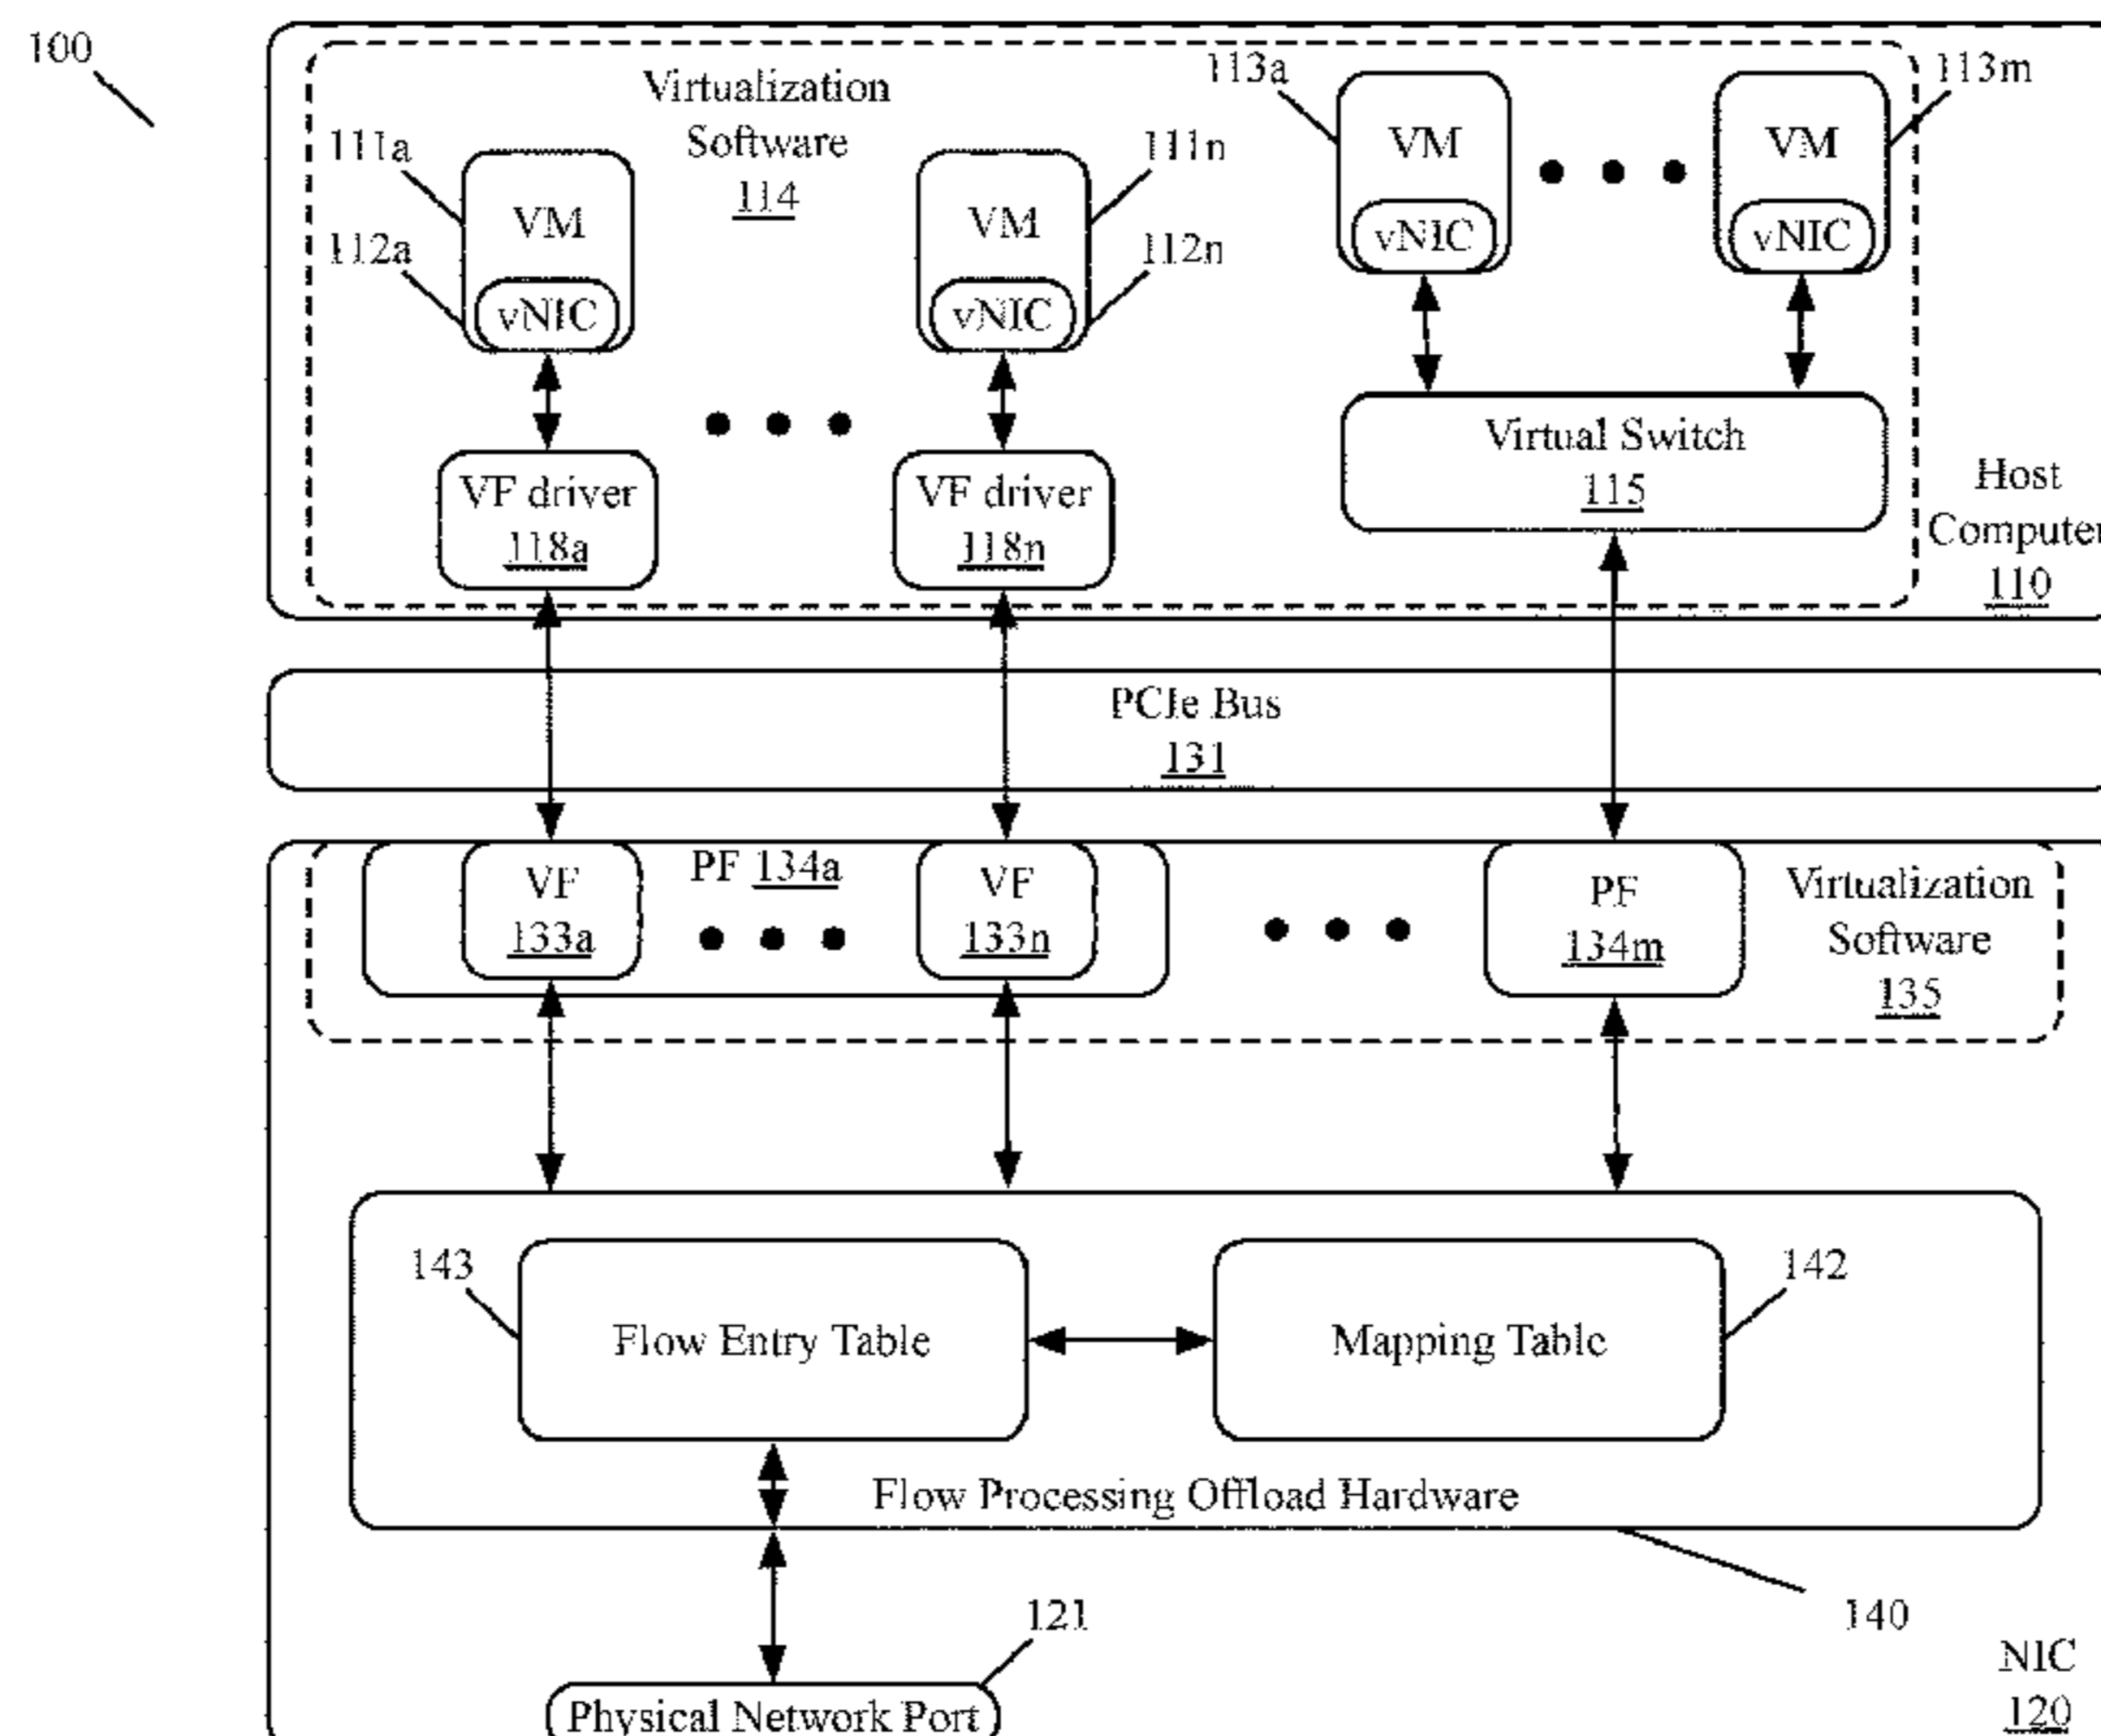 100
Virtualization
Software
114
113a
113m
VM
VM
vNIC
vNIC
111a
111n
VM
VM
112a
112n
vNIC
vNIC
Virtual Switch
115
VF driver
118a
VF driver
118n
Host
Computer
110
PCIe Bus
131
PF 134a
VF
133a
VF
133n
PF
134m
Virtualization
Software
135
143
142
Flow Entry Table
Mapping Table
Flow Processing Offload Hardware
140
121
Physical Network Port
NIC
120